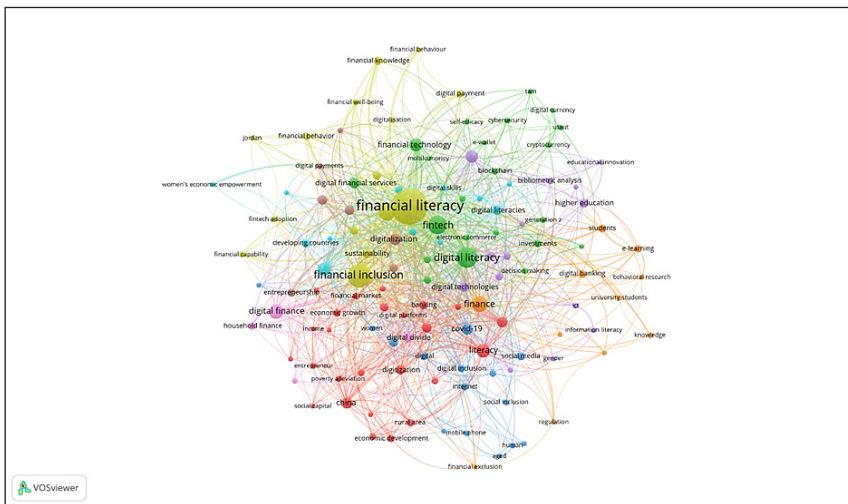 financial behaviour
financial knowledge
digital payment
tam
financial well-being
digital currency
digitalisation
self-efficacy
cybersecurity
utaut
jordan
financial behavior
financial technology
e-wallet
cryptocurrency
mobile money
educational innovation
digital payments
blockchain
women's economic empowerment
digital financial services
digital skills
bibliometric analysis
financial literacy
digital literacies
higher education
fintech adoption
fintech
generation z
students
developing countries
digitalization
electronic commerce
investments
e-learning
financial capability
sustainability
digital literacy
financial inclusion
decision making
digital banking
behavioral research
entrepreneurship
digital technologies
financial market
university students
banking
finance
ict
digital finance
economic growth
digital platforms
household finance
income
women
covid-19
information literacy
knowledge
digital divide
literacy
digital
social media
gender
entrepreneur
digitization
digital inclusion
poverty alleviation
internet
social capital
china
social inclusion
rural area
regulation
economic development
mobile phone
human
aged
financial exclusion
VOSviewer